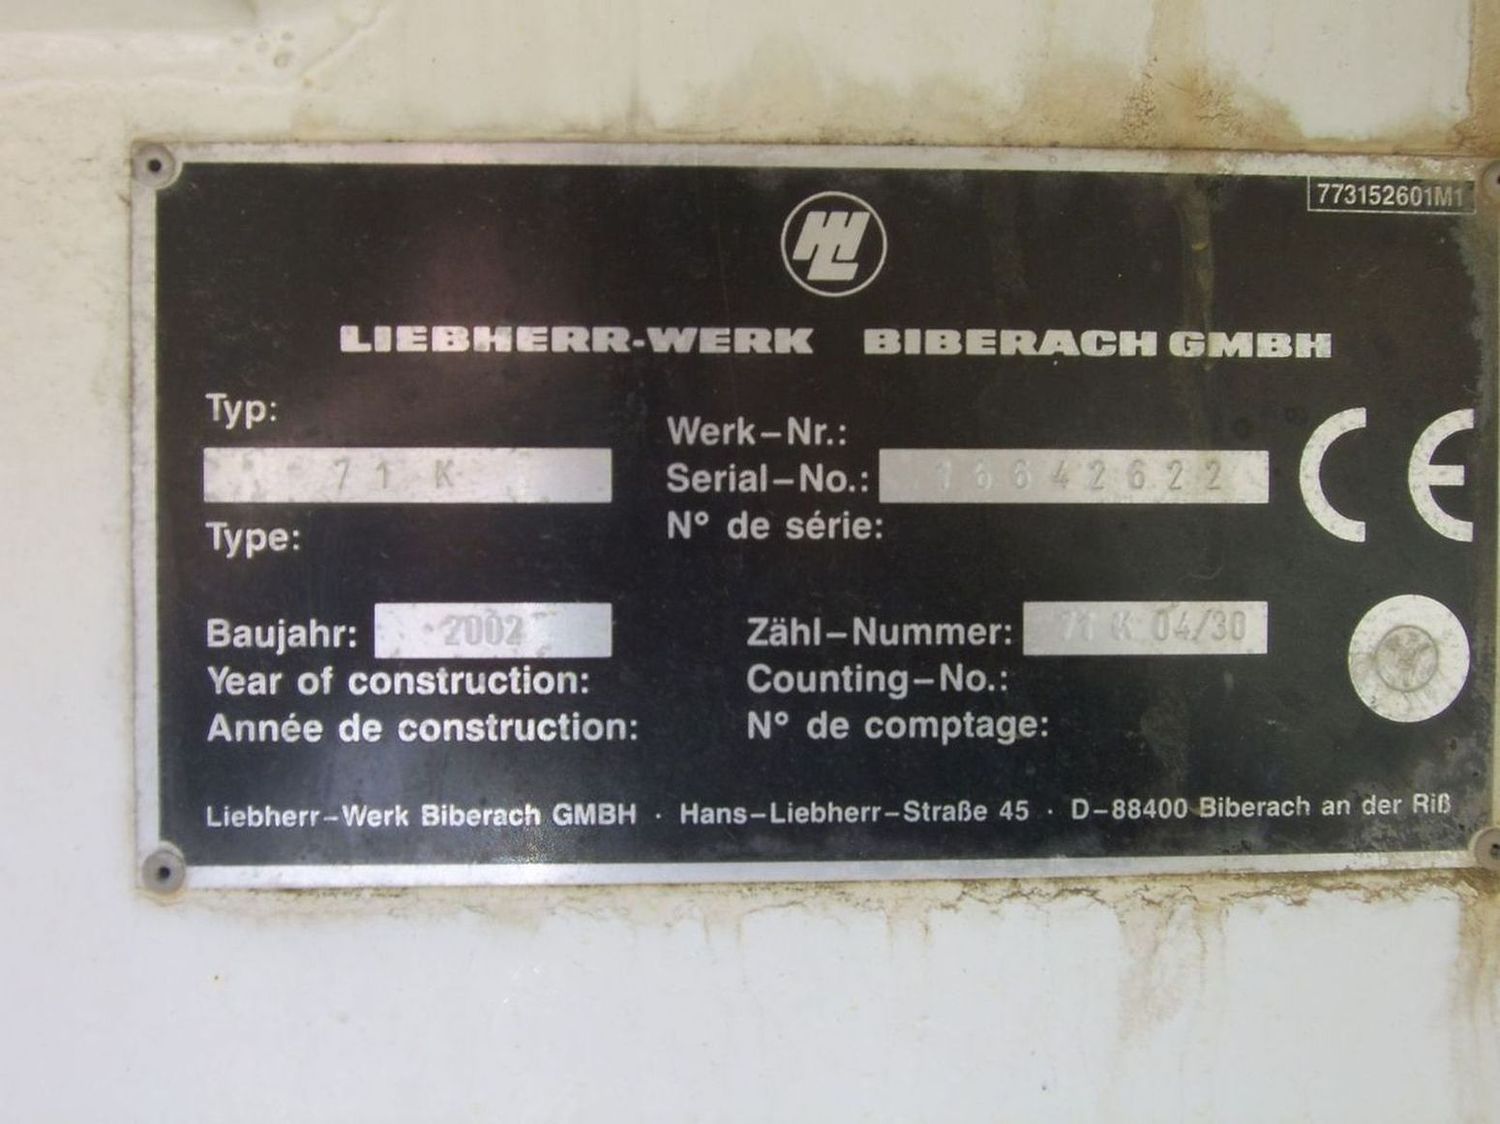 773152601M1
LIEBHERR-WERK BIBERACH GMBH
Typ:
71 K
Type:
Werk-Nr.:
Serial-No.: 16642622
N° de série:
CE
Baujahr: 2002
Year of construction:
Année de construction:
Zähl-Nummer: 71 K 04/30
Counting-No.:
N° de comptage:
Liebherr-Werk Biberach GMBH · Hans-Liebherr-Straße 45 · D-88400 Biberach an der Riß